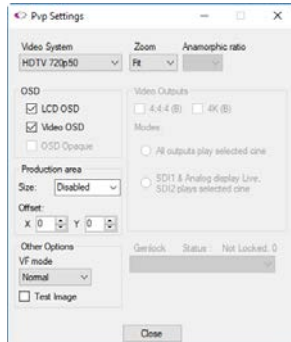 Pvp Settings
Video System Zoom Anamorphic ratio
HDTV 720p50 Fit
OSD
LCD OSD
Video OSD
OSD Opaque
Production area
Size: Disabled
Offset:
X 0 Y 0
Other Options
VF mode
Normal
Test Image
Video Outputs
4:4:4 (B) 4K (B)
Modes
All outputs play selected cine
SDI1 & Analog display Live,
SDI2 plays selected cine
Genlock Status : Not Locked. 0
Close